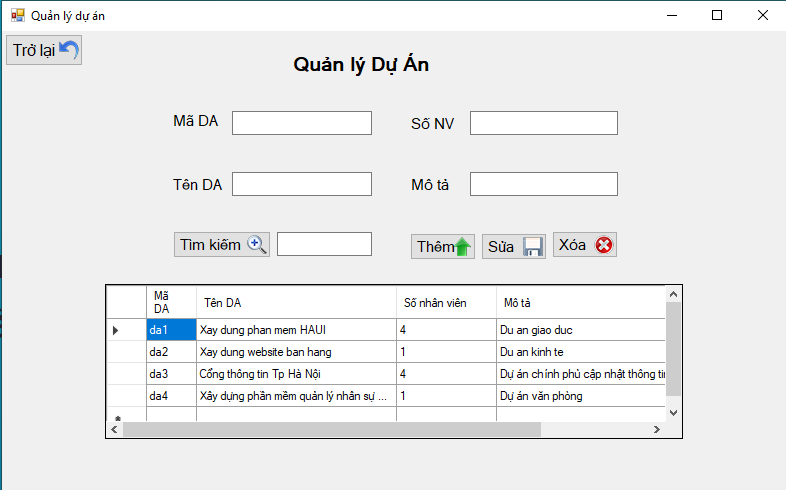 Quản lý dự án
Trở lại
Quản lý Dự Án
Mã DA
Số NV
Tên DA
Mô tả
Tìm kiếm
Thêm
Sửa
Xóa
Mã DA Tên DA Số nhân viên Mô tả
da1 Xay dung phan mem HAUI 4 Du an giao duc
da2 Xay dung website ban hang 1 Du an kinh te
da3 Cổng thông tin Tp Hà Nội 4 Dự án chính phủ cập nhật thông tin
da4 Xây dựng phần mềm quản lý nhân sự ... 1 Dự án văn phòng